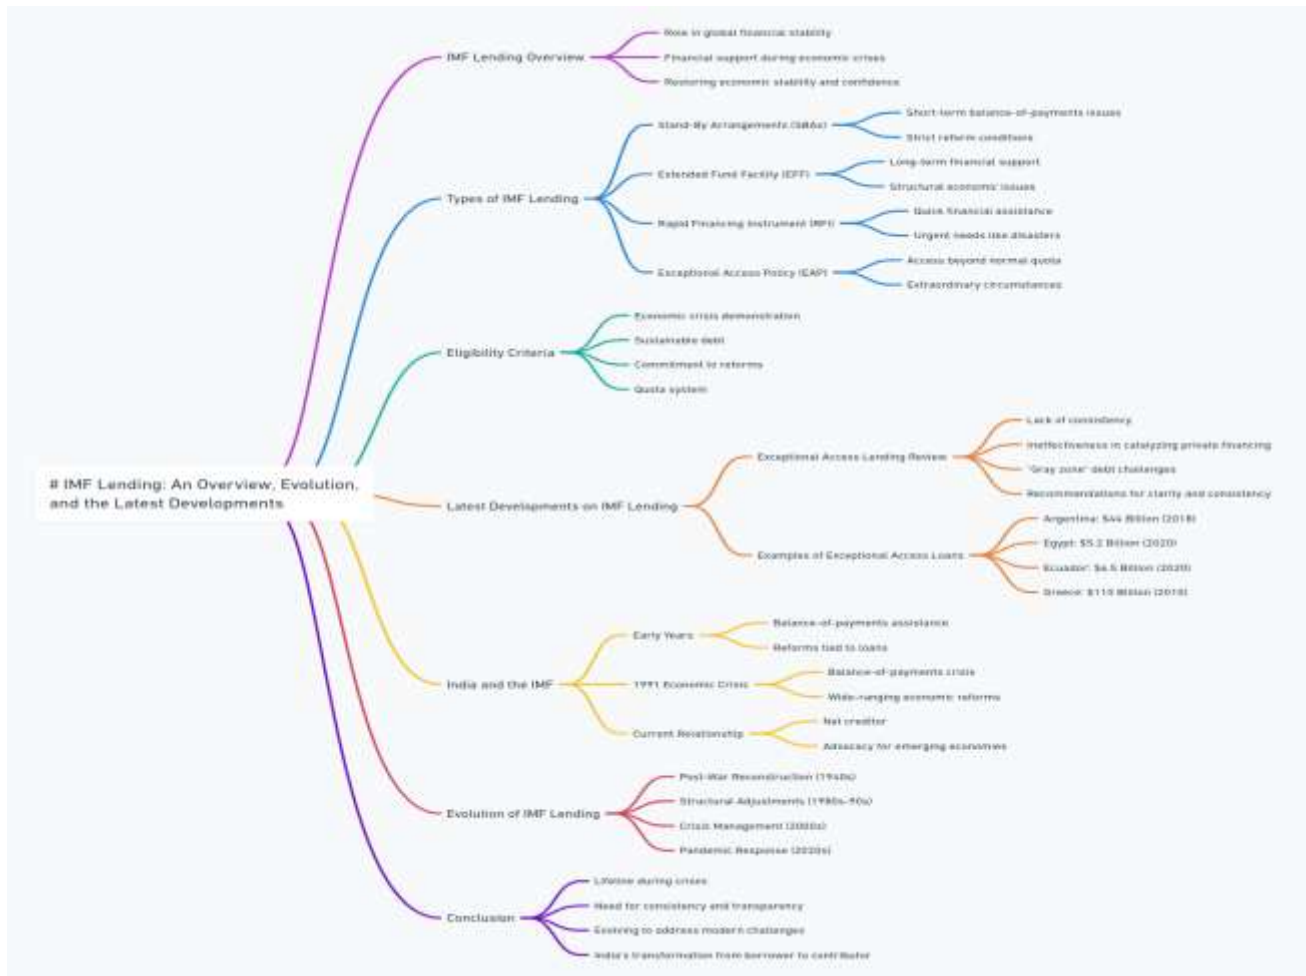 # IMF Lending: An Overview, Evolution,
and the Latest Developments
IMF Lending Overview
Role in global financial stability
Financial support during economic crises
Restoring economic stability and confidence
Types of IMF Lending
Stand-By Arrangements (SBAs)
Short-term balance-of-payments issues
Strict reform conditions
Extended Fund Facility (EFF)
Long-term financial support
Structural economic issues
Rapid Financing Instrument (RFI)
Quick financial assistance
Urgent needs like disasters
Exceptional Access Policy (EAP)
Access beyond normal quota
Extraordinary circumstances
Eligibility Criteria
Economic crisis demonstration
Sustainable debt
Commitment to reforms
Quota system
Latest Developments on IMF Lending
Exceptional Access Lending Review
Lack of consistency
Ineffectiveness in catalyzing private financing
'Gray zone' debt challenges
Recommendations for clarity and consistency
Examples of Exceptional Access Loans
Argentina: $44 Billion (2018)
Egypt: $5.2 Billion (2020)
Ecuador: $6.5 Billion (2020)
Greece: $110 Billion (2010)
India and the IMF
Early Years
Balance-of-payments assistance
Reforms tied to loans
1991 Economic Crisis
Balance-of-payments crisis
Wide-ranging economic reforms
Current Relationship
Net creditor
Advocacy for emerging economies
Evolution of IMF Lending
Post-War Reconstruction (1940s)
Structural Adjustments (1980s-90s)
Crisis Management (2000s)
Pandemic Response (2020s)
Conclusion
Lifeline during crises
Need for consistency and transparency
Evolving to address modern challenges
India's transformation from borrower to contributor